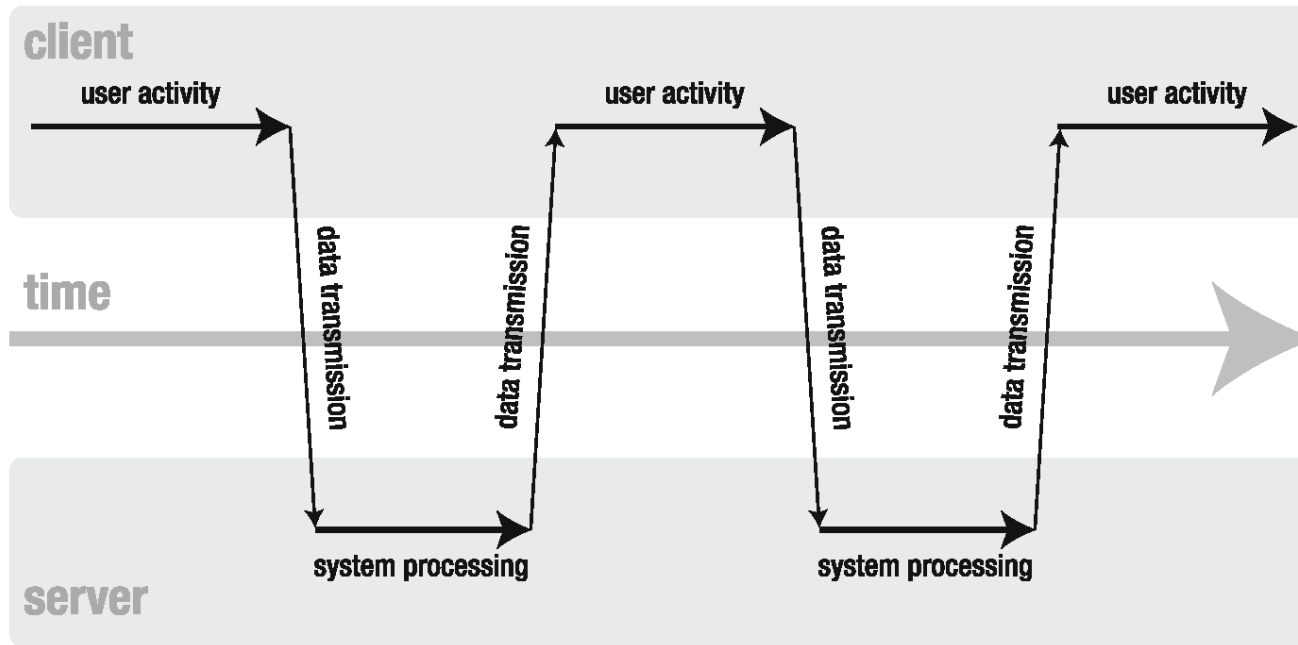 client
user activity
user activity
user activity
data transmission
data transmission
data transmission
data transmission
time
system processing
system processing
server